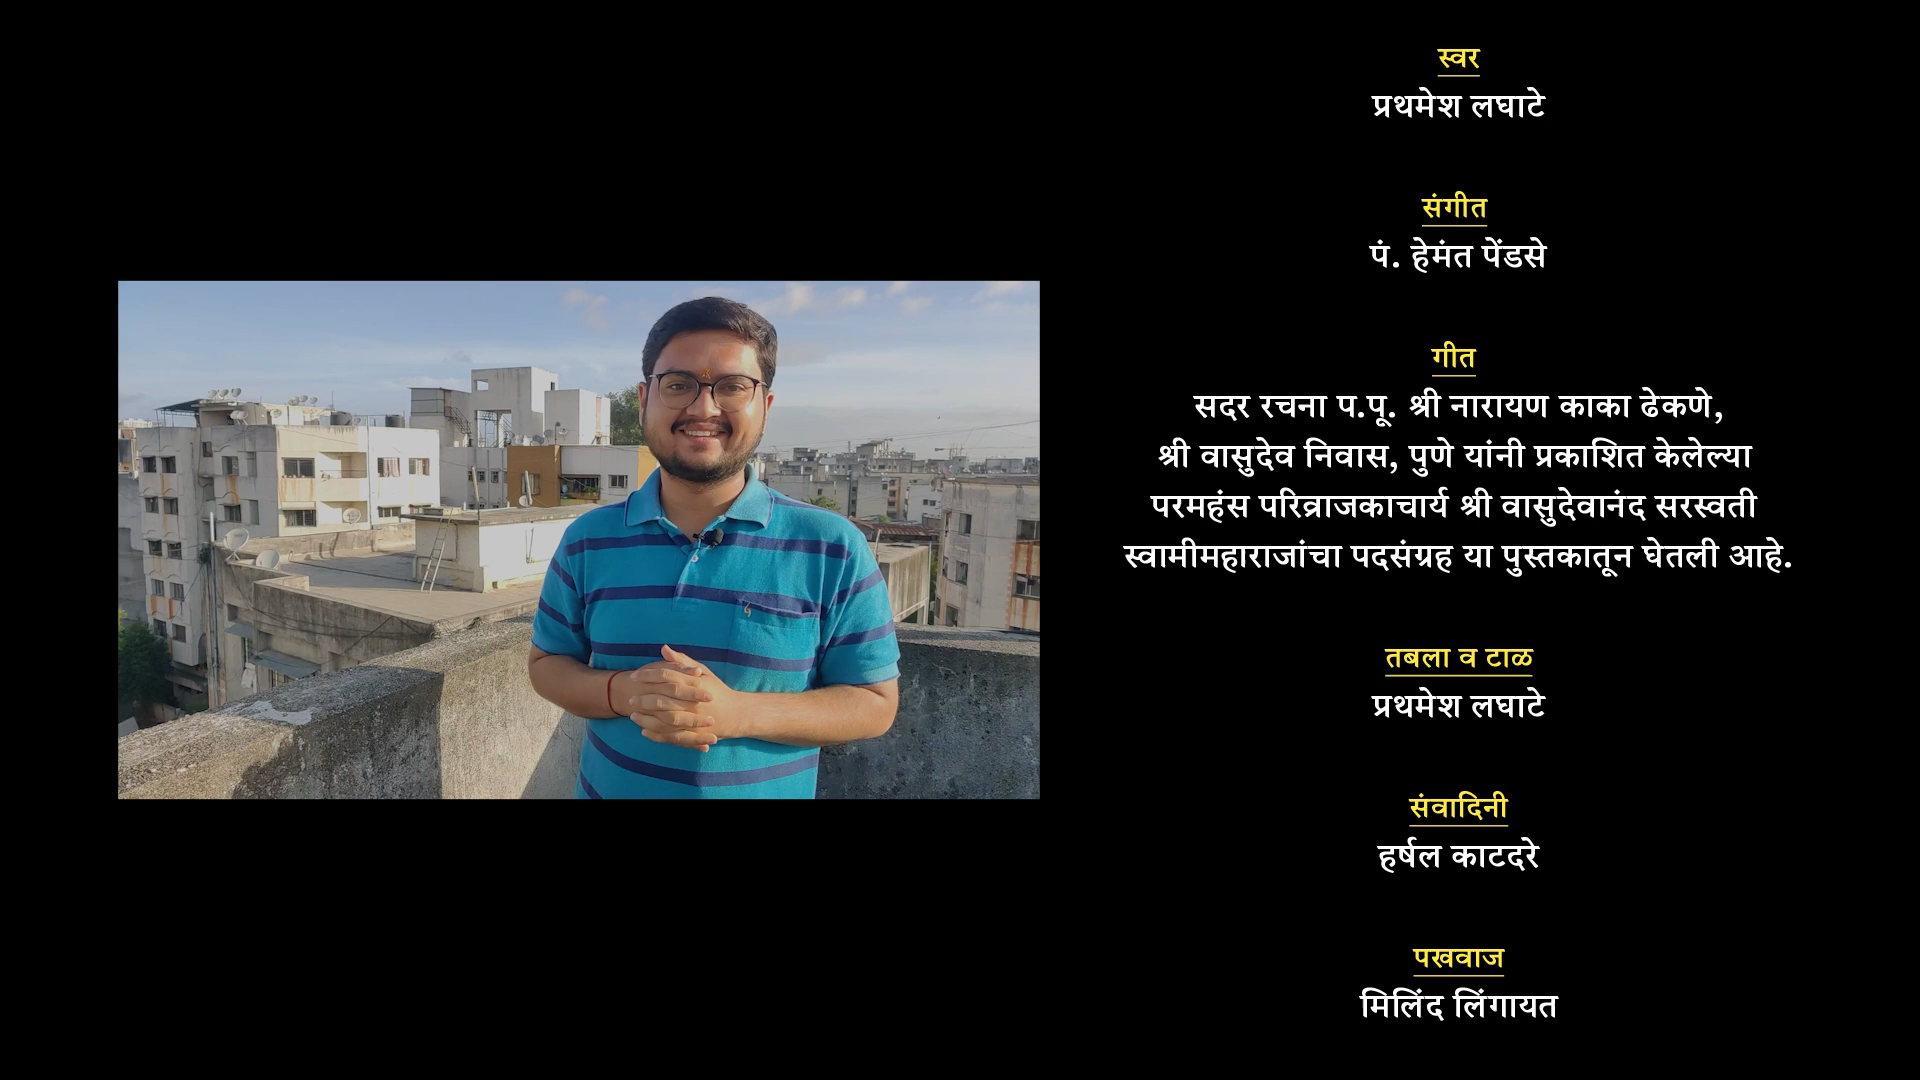 स्वर
प्रथमेश लघाटे
संगीत
पं. हेमंत पेंडसे
गीत
सदर रचना प.पू. श्री नारायण काका ढेकणे,
श्री वासुदेव निवास, पुणे यांनी प्रकाशित केलेल्या
परमहंस परिव्राजकाचार्य श्री वासुदेवानंद सरस्वती
स्वामीमहाराजांचा पदसंग्रह या पुस्तकातून घेतली आहे.
तबला व टाळ
प्रथमेश लघाटे
संवादिनी
हर्षल काटदरे
पखवाज
मिलिंद लिंगायत